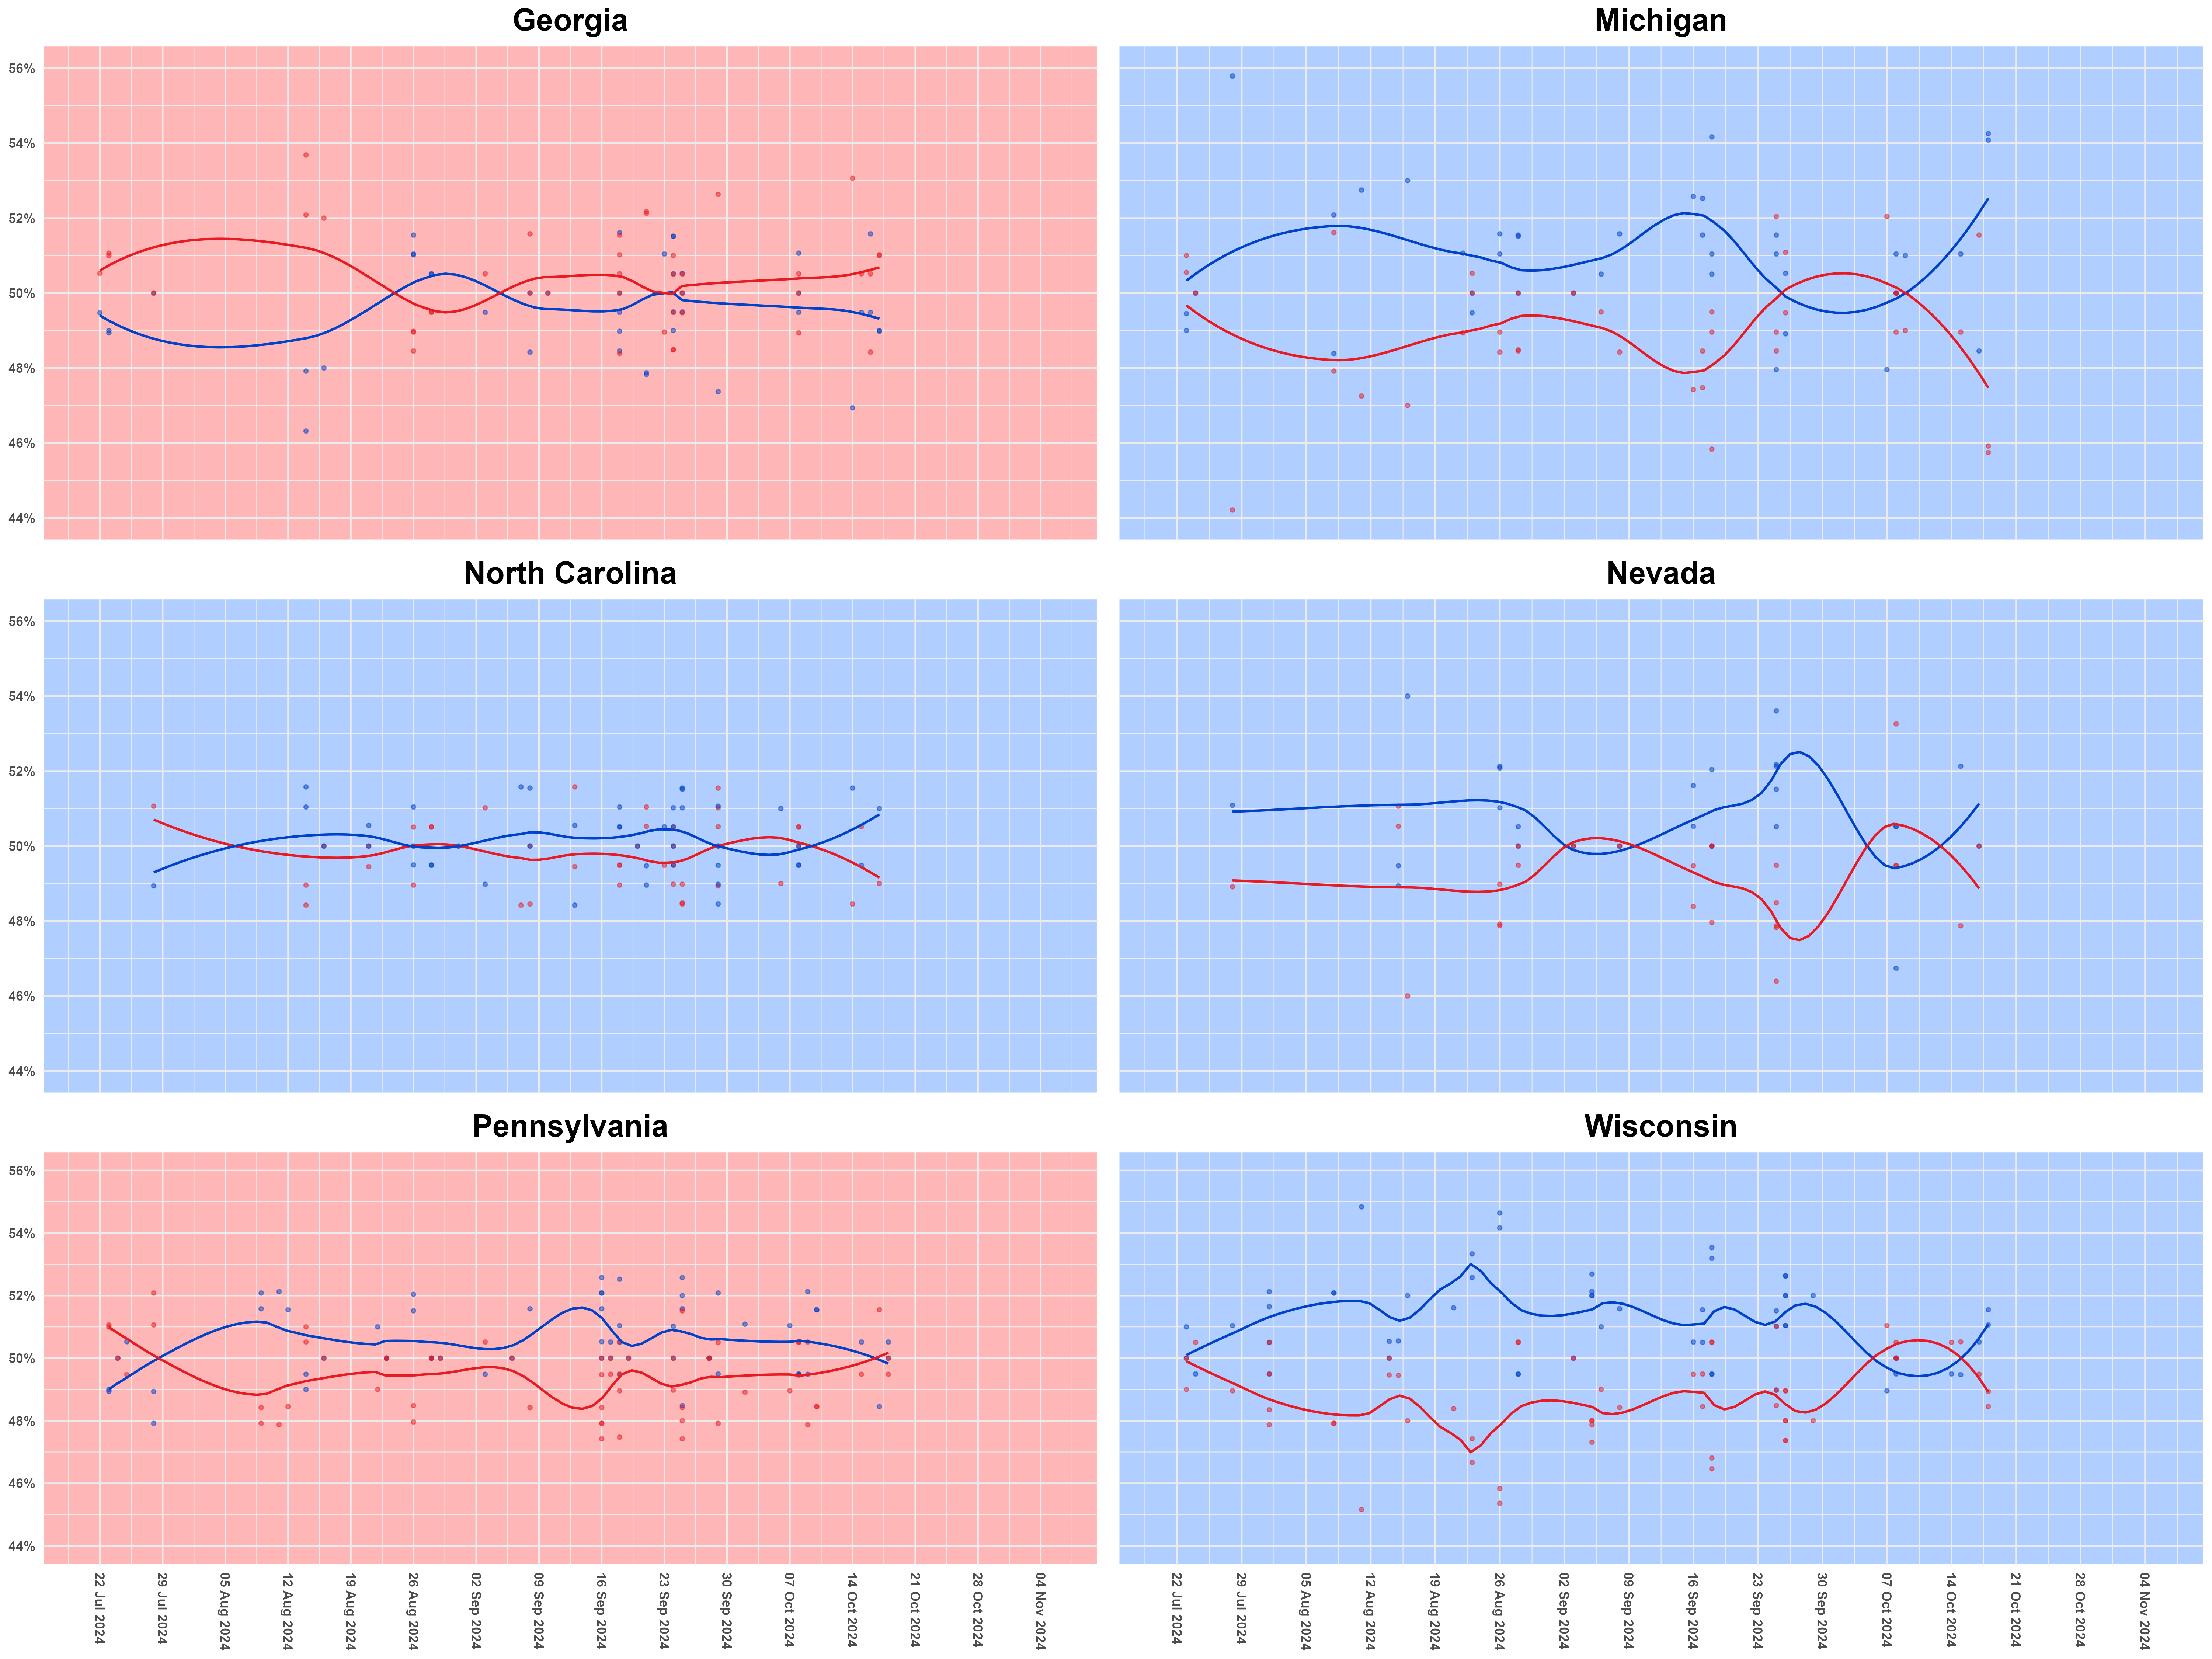 Georgia
Michigan
56%
54%
52%
50%
48%
46%
44%
North Carolina
Nevada
56%
54%
52%
50%
48%
46%
44%
Pennsylvania
Wisconsin
56%
54%
52%
50%
48%
46%
44%
22 Jul 2024
29 Jul 2024
05 Aug 2024
12 Aug 2024
19 Aug 2024
26 Aug 2024
02 Sep 2024
09 Sep 2024
16 Sep 2024
23 Sep 2024
30 Sep 2024
07 Oct 2024
14 Oct 2024
21 Oct 2024
28 Oct 2024
04 Nov 2024
22 Jul 2024
29 Jul 2024
05 Aug 2024
12 Aug 2024
19 Aug 2024
26 Aug 2024
02 Sep 2024
09 Sep 2024
16 Sep 2024
23 Sep 2024
30 Sep 2024
07 Oct 2024
14 Oct 2024
21 Oct 2024
28 Oct 2024
04 Nov 2024